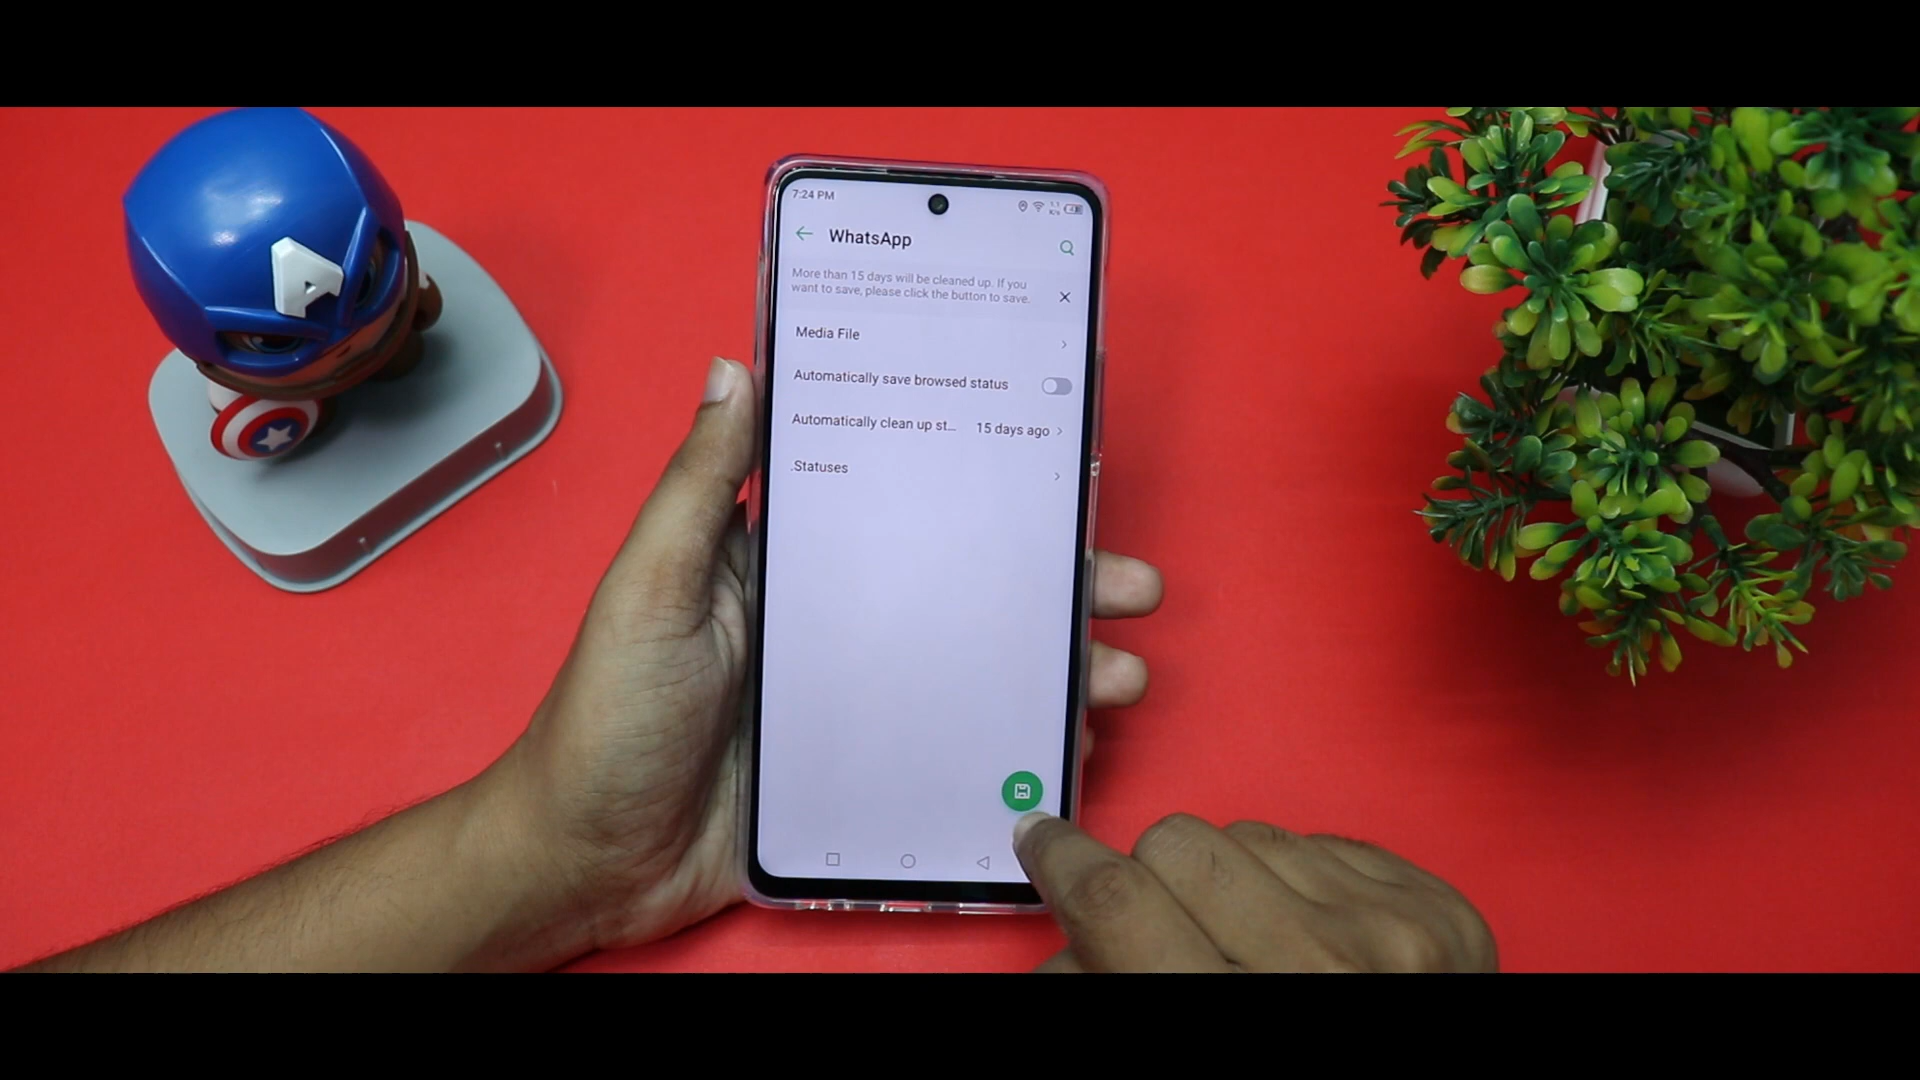 7:24 PM
WhatsApp
More than 15 days will be cleaned up. If you
want to save, please click the button to save.
Media File
Automatically save browsed status
Automatically clean up st... 15 days ago
.Statuses
A